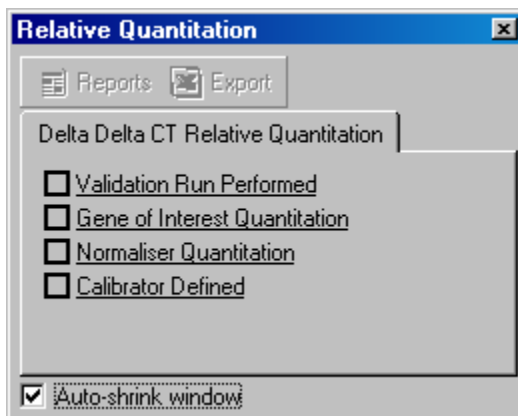 Relative Quantitation
Reports Export
Delta Delta CT Relative Quantitation
Validation Run Performed
Gene of Interest Quantitation
Normaliser Quantitation
Calibrator Defined
Auto-shrink window